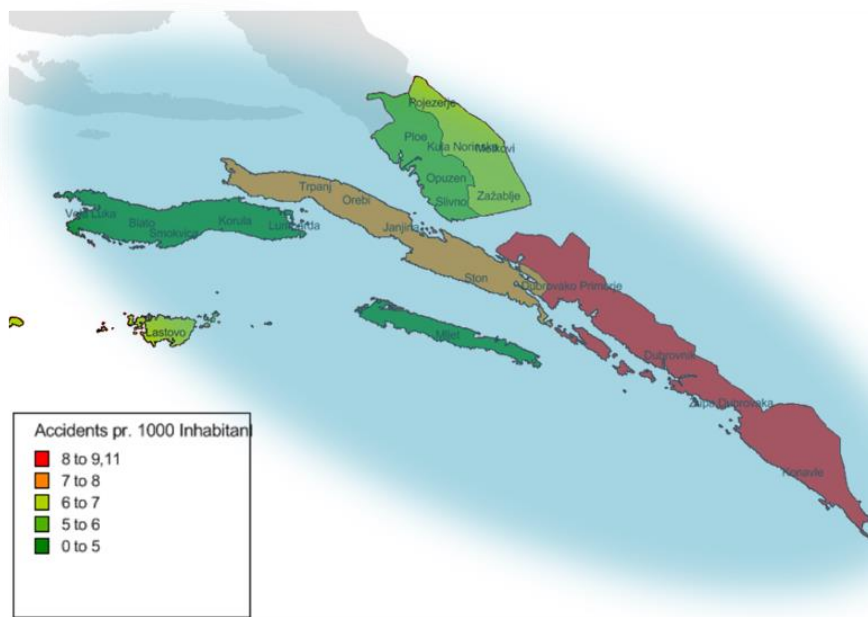 Pojezerje
Ploe
Kula Norinska
Metkovi
Opuzen
Zažablje
Slivno
Trpanj
Orebi
Janjina
Vela Luka
Blato
Smokvica
Korula
Lumbarda
Ston
Dubrovako Primorje
Lastovo
Mljet
Dubrovnik
Župa Dubrovaka
Konavle
Accidents pr. 1000 Inhabitant
8 to 9,11
7 to 8
6 to 7
5 to 6
0 to 5